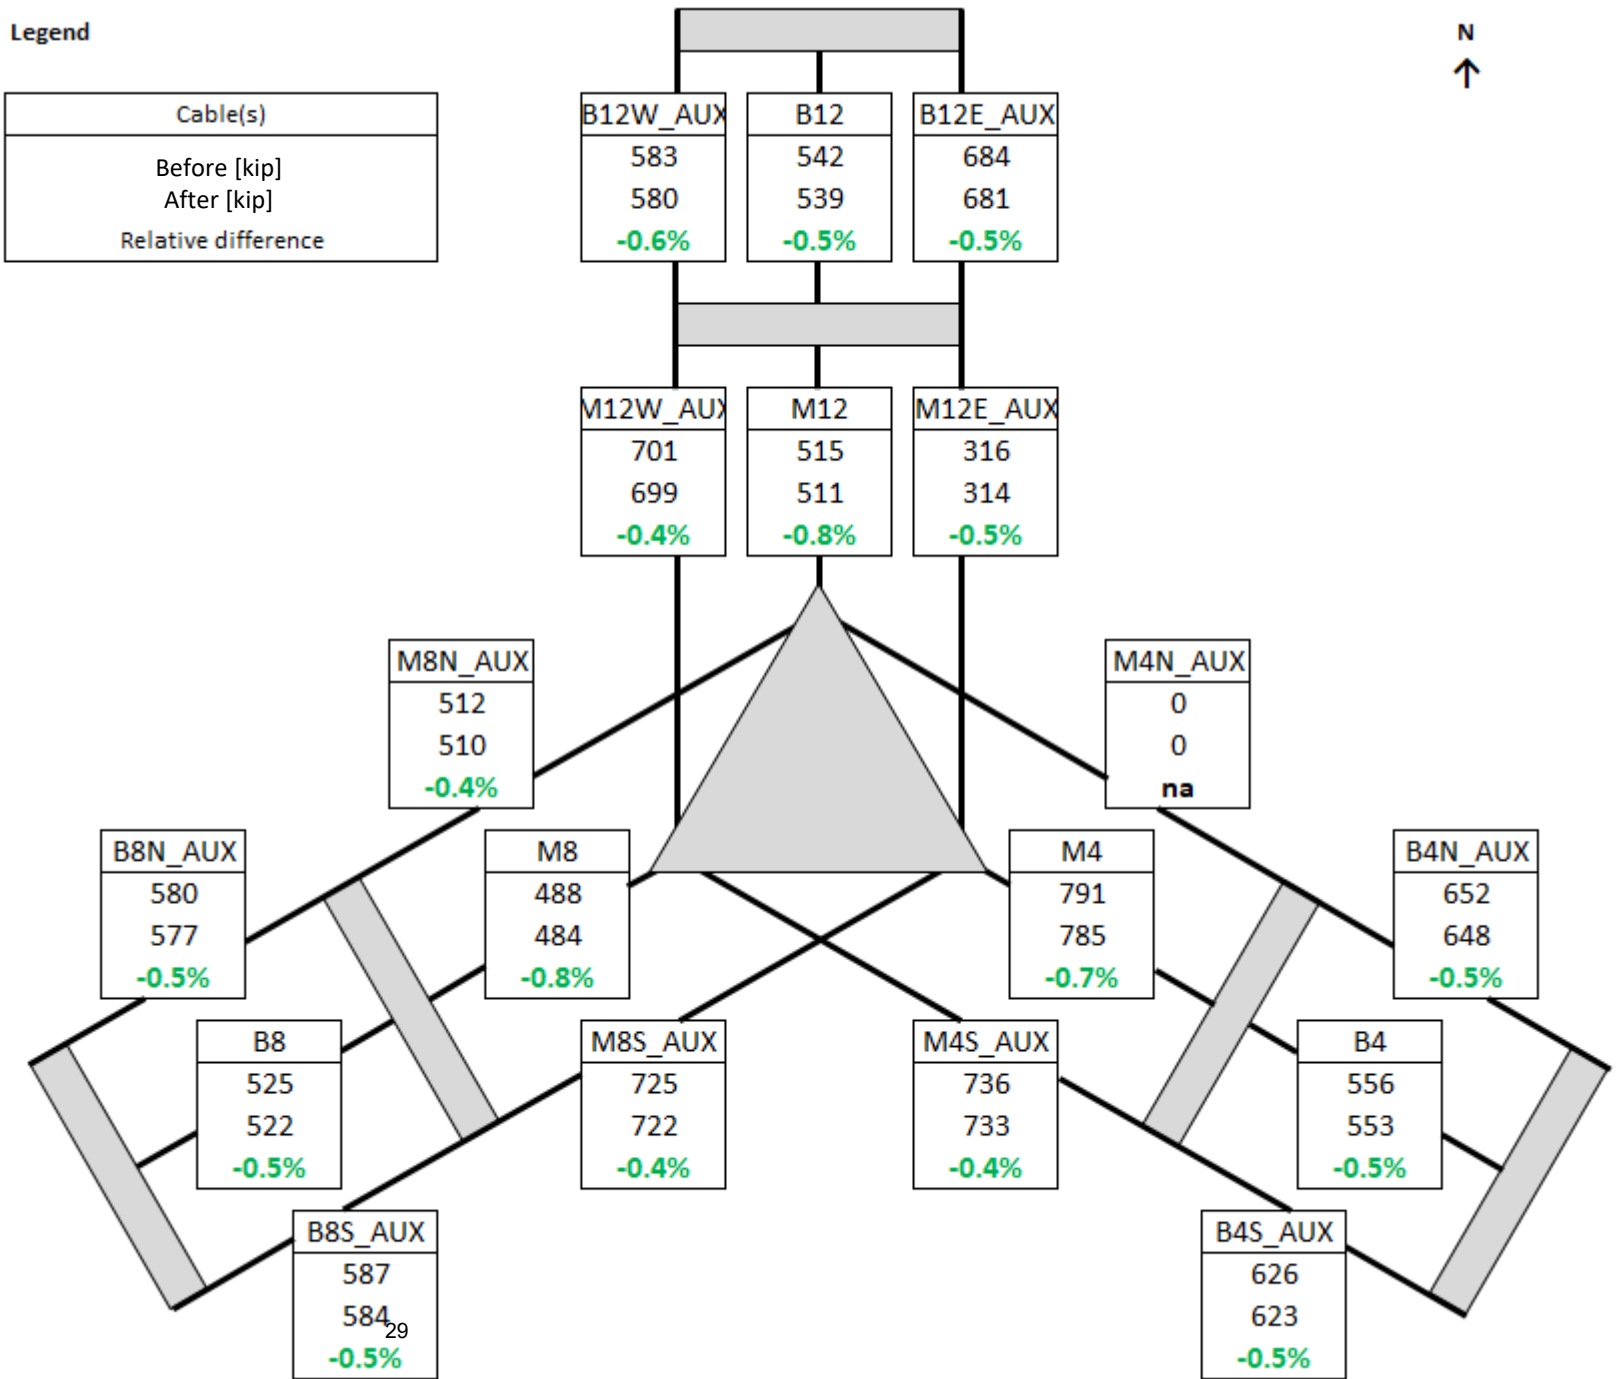 Legend
N
↑
Cable(s)
Before [kip]
After [kip]
Relative difference
B12W_AUX
583
580
-0.6%
B12
542
539
-0.5%
B12E_AUX
684
681
-0.5%
M12W_AUX
701
699
-0.4%
M12
515
511
-0.8%
M12E_AUX
316
314
-0.5%
M8N_AUX
512
510
-0.4%
M4N_AUX
0
0
na
B8N_AUX
580
577
-0.5%
M8
488
484
-0.8%
M4
791
785
-0.7%
B4N_AUX
652
648
-0.5%
B8
525
522
-0.5%
M8S_AUX
725
722
-0.4%
M4S_AUX
736
733
-0.4%
B4
556
553
-0.5%
B8S_AUX
587
584
-0.5%
29
B4S_AUX
626
623
-0.5%